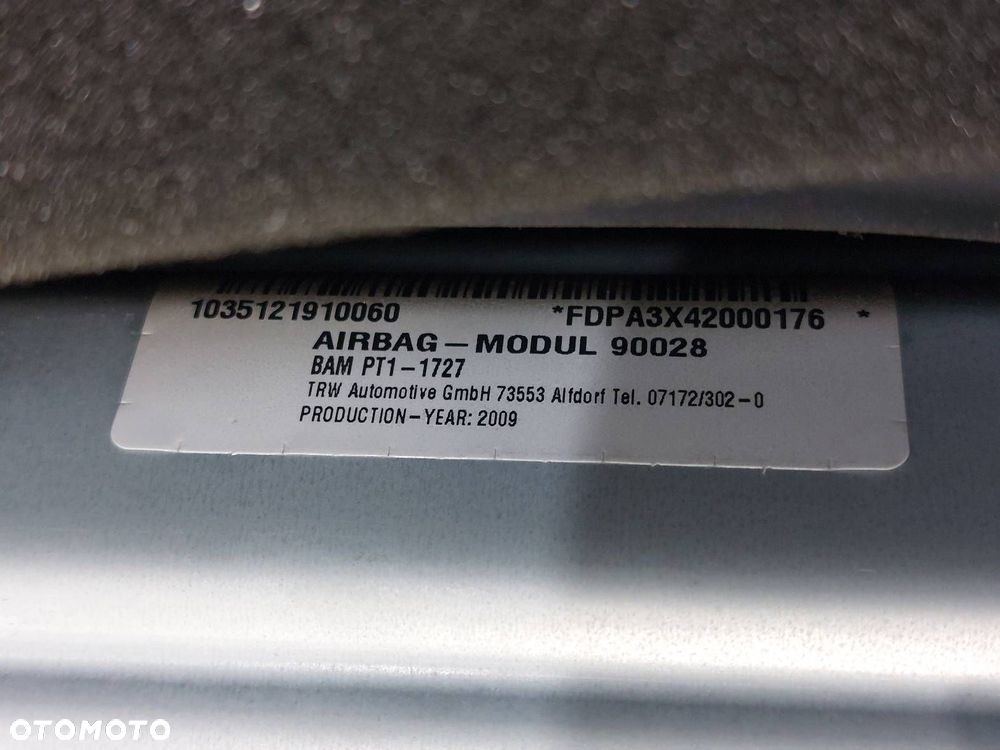 1035121910060 *FDPA3X42000176 *
AIRBAG-MODUL 90028
BAM PT1-1727
TRW Automotive GmbH 73553 Alfdorf Tel. 07172/302-0
PRODUCTION-YEAR: 2009
OTOMOTO